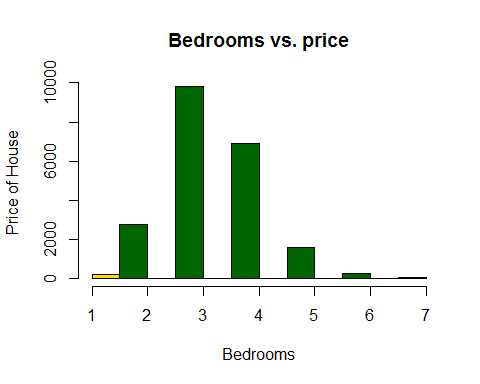 Bedrooms vs. price
Price of House
10000
6000
2000
0
1 2 3 4 5 6 7
Bedrooms